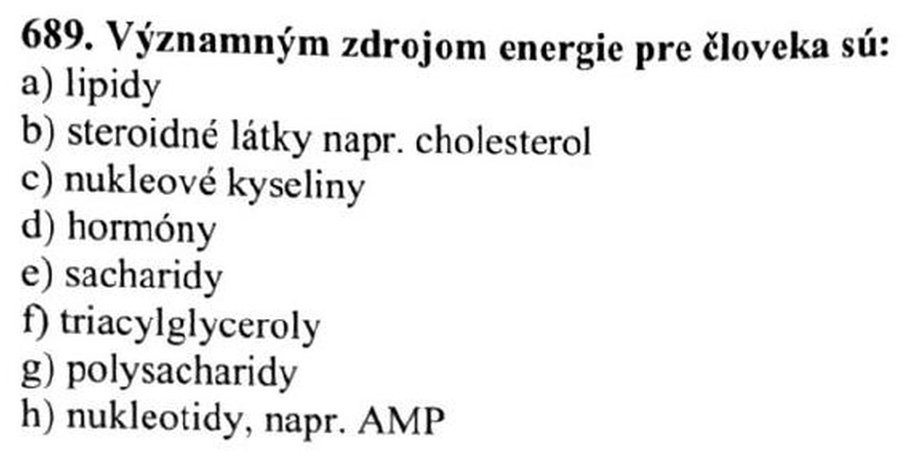 689. Významným zdrojom energie pre človeka sú:
a) lipidy
b) steroidné látky napr. cholesterol
c) nukleové kyseliny
d) hormóny
e) sacharidy
f) triacylglyceroly
g) polysacharidy
h) nukleotidy, napr. AMP